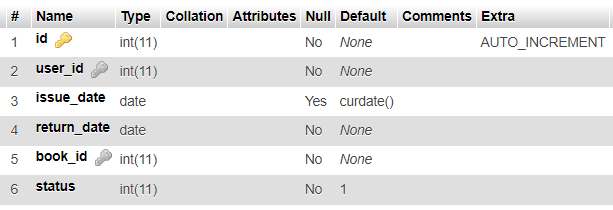 # Name Type Collation Attributes Null Default Comments Extra
1 id int(11) No None AUTO_INCREMENT
2 user_id int(11) No None
3 issue_date date Yes curdate()
4 return_date date No None
5 book_id int(11) No None
6 status int(11) No 1